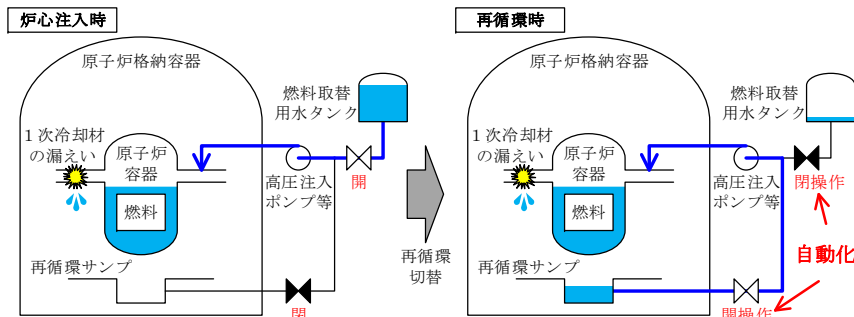 炉心注入時
原子炉格納容器
燃料取替
用水タンク
1次冷却材
の漏えい
原子炉
容器
高圧注入
ポンプ等
開
燃料
再循環サンプ
閉
再循環
切替
再循環時
原子炉格納容器
燃料取替
用水タンク
1次冷却材
の漏えい
原子炉
容器
高圧注入
ポンプ等
閉操作
燃料
自動化
再循環サンプ
開操作